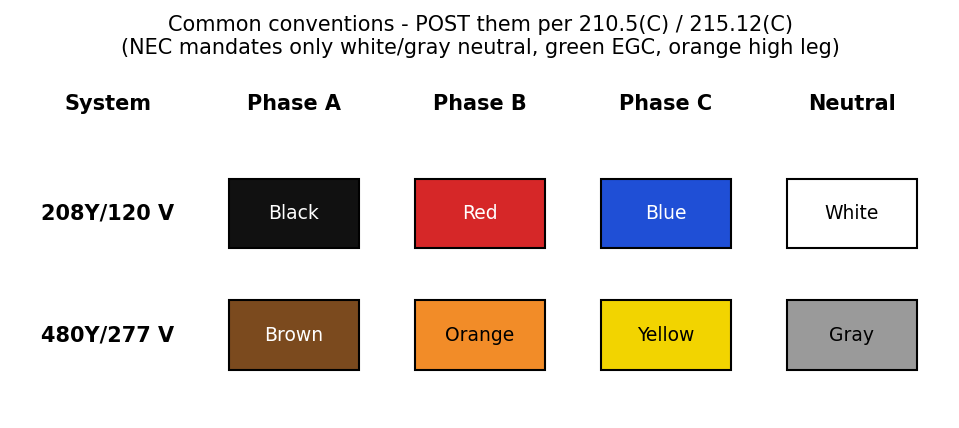 Common conventions - POST them per 210.5(C) / 215.12(C)
(NEC mandates only white/gray neutral, green EGC, orange high leg)
System Phase A Phase B Phase C Neutral
208Y/120 V Black Red Blue White
480Y/277 V Brown Orange Yellow Gray